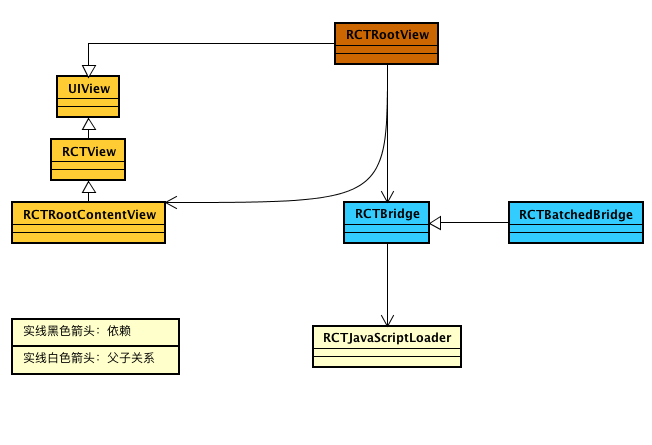 RCTRootView
UIView
RCTView
RCTRootContentView
RCTBridge
RCTBatchedBridge
实线黑色箭头：依赖
实线白色箭头：父子关系
RCTJavaScriptLoader